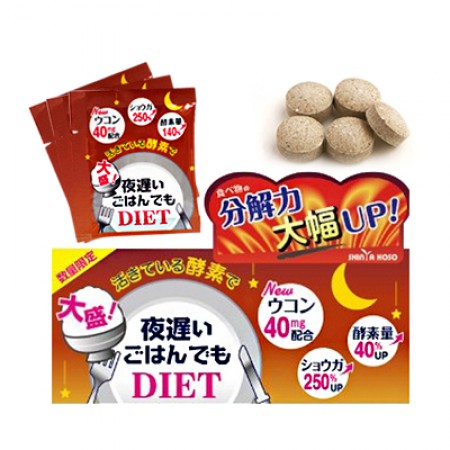 New
ウコン
40mg
配合
ショウガ
250%
酵素量
140%
活きている酵素で
大盛!
夜遅い
ごはんでも
DIET
食べ物の
分解力
大幅UP!
SHINYA KOSO
数量限定
活きている酵素で
大盛!
夜遅い
ごはんでも
DIET
New
ウコン
40mg
配合
ショウガ
250%UP
酵素量
40%UP